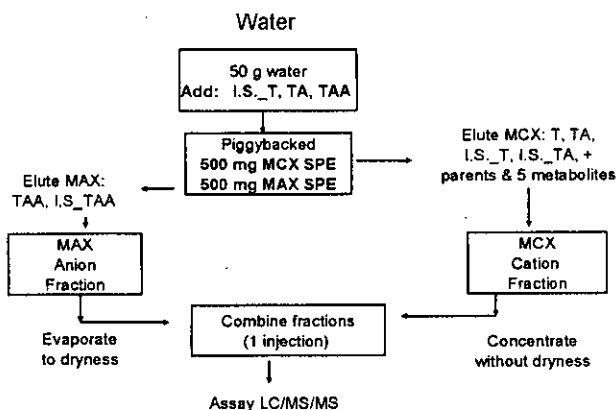 Water
50 g water
Add: I.S._T, TA, TAA
Piggybacked
500 mg MCX SPE
500 mg MAX SPE
Elute MCX: T, TA,
I.S._T, I.S._TA, +
parents & 5 metabolites
Elute MAX:
TAA, I.S_TAA
MAX
Anion
Fraction
MCX
Cation
Fraction
Evaporate
to dryness
Combine fractions
(1 injection)
Concentrate
without dryness
Assay LC/MS/MS